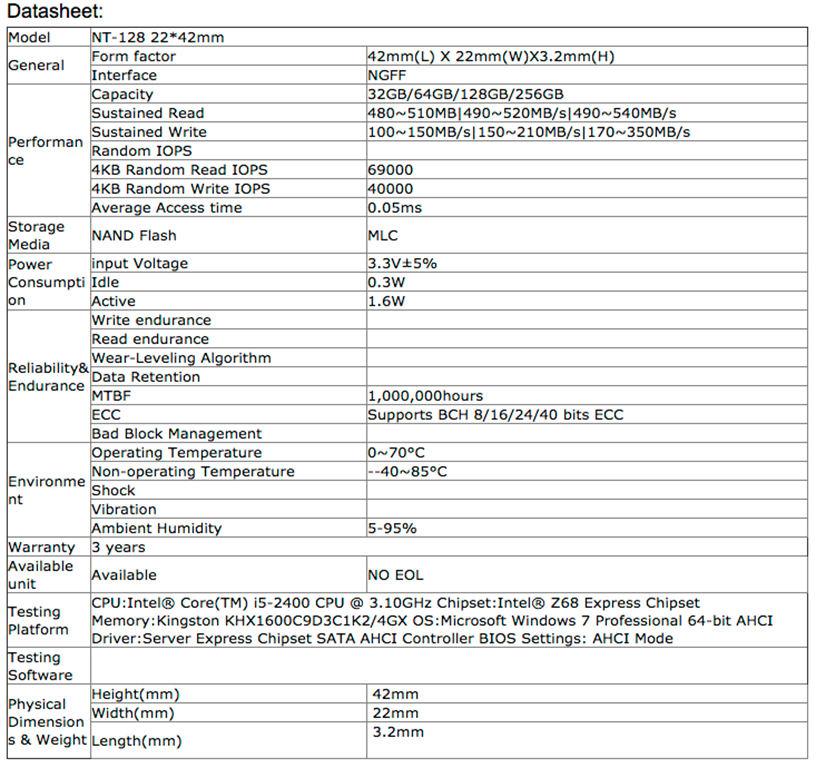 Datasheet:
Model NT-128 22*42mm
General
Form factor 42mm(L) X 22mm(W)X3.2mm(H)
Interface NGFF
Performan
ce
Capacity 32GB/64GB/128GB/256GB
Sustained Read 480~510MB|490~520MB/s|490~540MB/s
Sustained Write 100~150MB/s|150~210MB/s|170~350MB/s
Random IOPS
4KB Random Read IOPS 69000
4KB Random Write IOPS 40000
Average Access time 0.05ms
Storage
Media
NAND Flash MLC
Power
Consumpti
on
input Voltage 3.3V±5%
Idle 0.3W
Active 1.6W
Reliability&
Endurance
Write endurance
Read endurance
Wear-Leveling Algorithm
Data Retention
MTBF 1,000,000hours
ECC Supports BCH 8/16/24/40 bits ECC
Bad Block Management
Environme
nt
Operating Temperature 0~70°C
Non-operating Temperature --40~85°C
Shock
Vibration
Ambient Humidity 5-95%
Warranty 3 years
Available
unit
Available NO EOL
Testing
Platform
CPU:Intel® Core(TM) i5-2400 CPU @ 3.10GHz Chipset:Intel® Z68 Express Chipset
Memory:Kingston KHX1600C9D3C1K2/4GX OS:Microsoft Windows 7 Professional 64-bit AHCI
Driver:Server Express Chipset SATA AHCI Controller BIOS Settings: AHCI Mode
Testing
Software
Physical
Dimension
s & Weight
Height(mm) 42mm
Width(mm) 22mm
Length(mm) 3.2mm